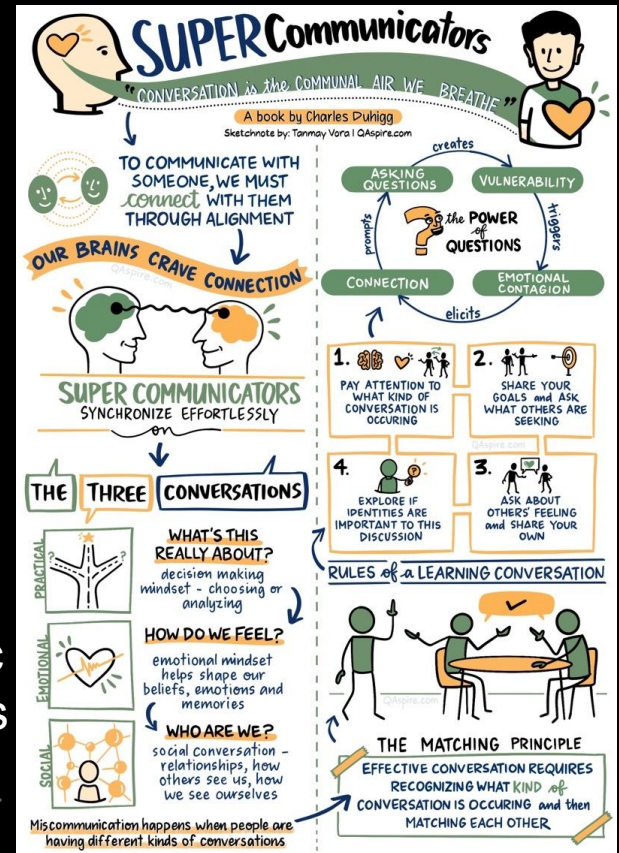 SUPER Communicators
"CONVERSATION is the COMMUNAL AIR WE BREATHE"
A book by Charles Duhigg
Sketchnote by: Tanmay Vora | QAspire.com
TO COMMUNICATE WITH
SOMEONE, WE MUST
connect WITH THEM
THROUGH ALIGNMENT
OUR BRAINS CRAVE CONNECTION
QAspire.com
SUPER COMMUNICATORS
SYNCHRONIZE EFFORTLESSLY
on
THE THREE CONVERSATIONS
PRACTICAL
? ?
WHAT'S THIS
REALLY ABOUT?
decision making
mindset - choosing or
analyzing
EMOTIONAL
HOW DO WE FEEL?
emotional mindset
helps shape our
beliefs, emotions and
memories
SOCIAL
WHO ARE WE?
social conversation -
relationships, how
others see us, how
we see ourselves
Miscommunication happens when people are
having different kinds of conversations
creates
ASKING
QUESTIONS
VULNERABILITY
triggers
EMOTIONAL
CONTAGION
elicits
CONNECTION
prompts
? the POWER
of
QUESTIONS
1.
PAY ATTENTION TO
WHAT KIND OF
CONVERSATION IS
OCCURING
2.
SHARE YOUR
GOALS and ASK
WHAT OTHERS ARE
SEEKING
QAspire.com
4.
?
EXPLORE IF
IDENTITIES ARE
IMPORTANT TO THIS
DISCUSSION
3.
ASK ABOUT
OTHERS' FEELING
and SHARE YOUR
OWN
RULES of a LEARNING CONVERSATION
QAspire.com
THE MATCHING PRINCIPLE
EFFECTIVE CONVERSATION REQUIRES
RECOGNIZING WHAT KIND of
CONVERSATION IS OCCURING and then
MATCHING EACH OTHER